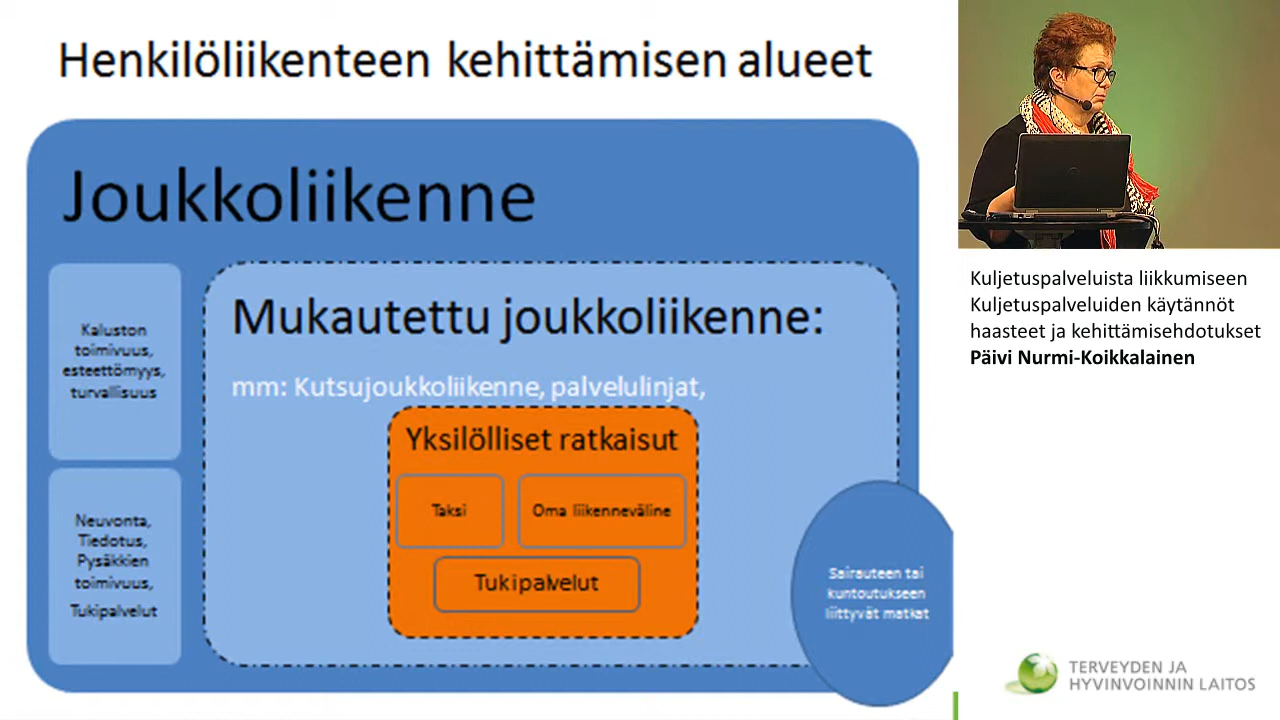 Henkilöliikenteen kehittämisen alueet
Joukkoliikenne
Kaluston
toimivuus,
esteettömyys,
turvallisuus
Neuvonta,
Tiedotus,
Pysäkkien
toimivuus,
Tukipalvelut
Mukautettu joukkoliikenne:
mm: Kutsujoukkoliikenne, palvelulinjat,
Yksilölliset ratkaisut
Taksi
Oma liikenneväline
Tukipalvelut
Sairauteen tai
kuntoutukseen
liittyvät matkat
Kuljetuspalveluista liikkumiseen
Kuljetuspalveluiden käytännöt
haasteet ja kehittämisehdotukset
Päivi Nurmi-Koikkalainen
TERVEYDEN JA
HYVINVOINNIN LAITOS